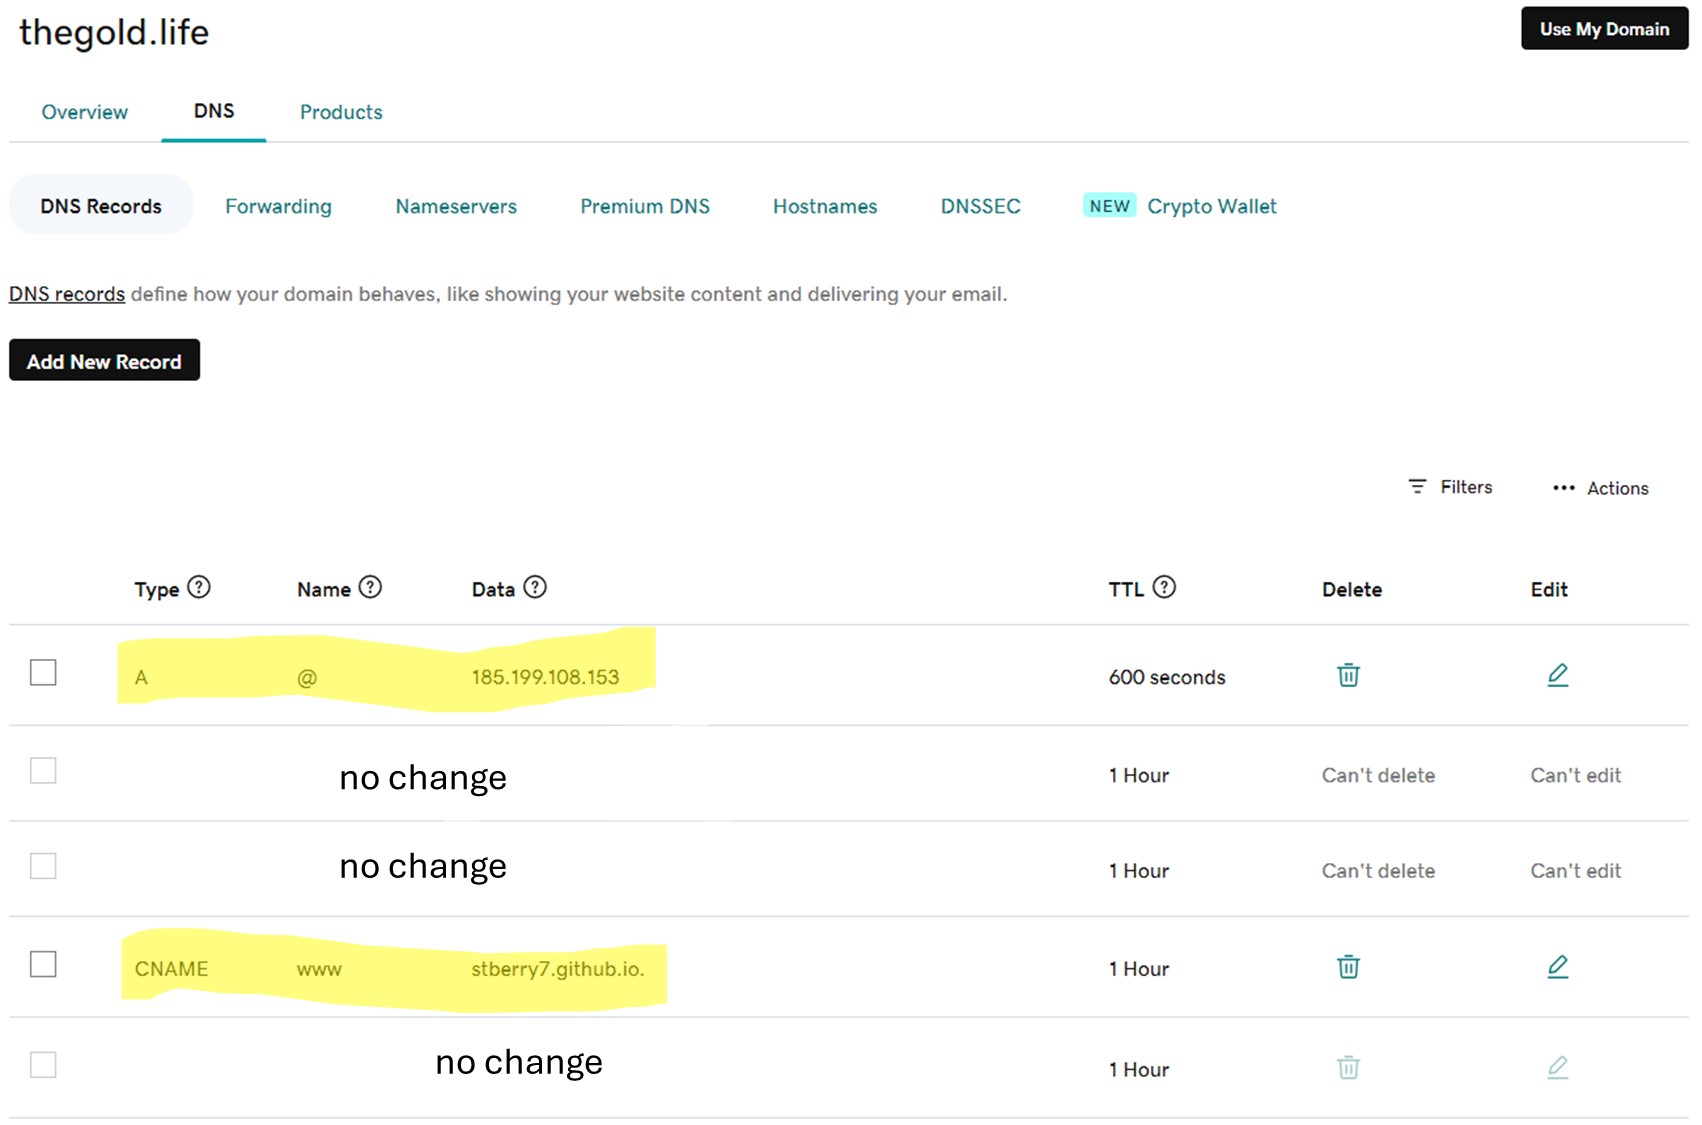 thegold.life
Use My Domain
Overview DNS Products
DNS Records Forwarding Nameservers Premium DNS Hostnames DNSSEC NEW Crypto Wallet
DNS records define how your domain behaves, like showing your website content and delivering your email.
Add New Record
Filters Actions
Type Name Data TTL Delete Edit
A @ 185.199.108.153 600 seconds
no change 1 Hour Can't delete Can't edit
no change 1 Hour Can't delete Can't edit
CNAME www stberry7.github.io. 1 Hour
no change 1 Hour